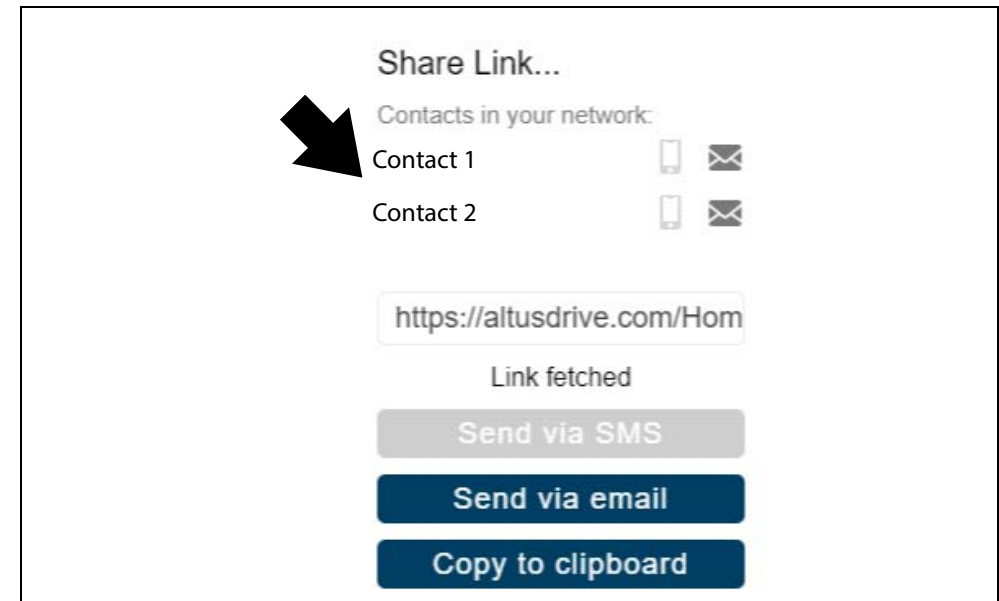 Share Link...
Contacts in your network:
Contact 1
Contact 2
https://altusdrive.com/Hom
Link fetched
Send via SMS
Send via email
Copy to clipboard